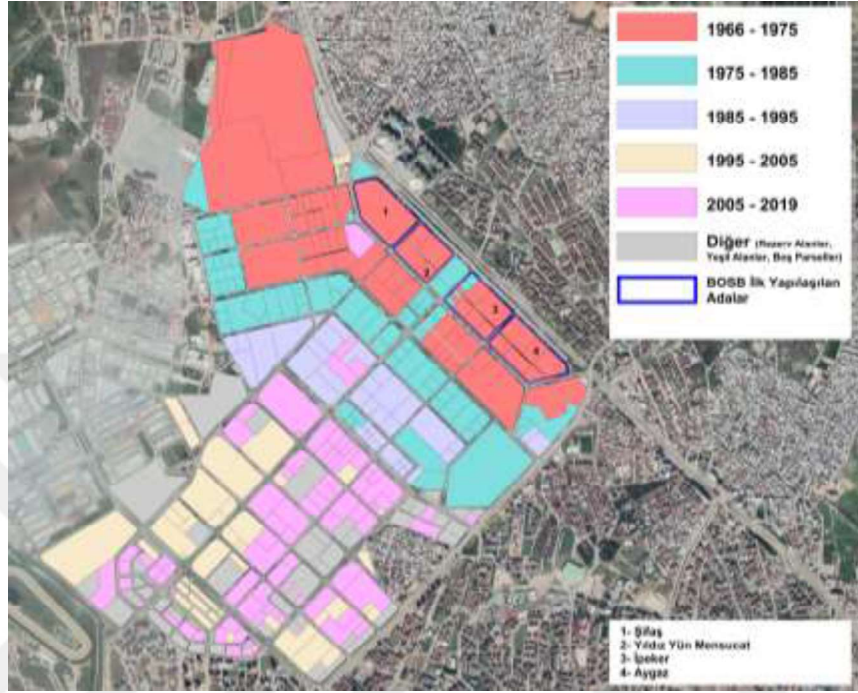 1966 - 1975
1975 - 1985
1985 - 1995
1995 - 2005
2005 - 2019
Diğer (Rezerv Alanlar,
Yeşil Alanlar, Boş Parseller)
BOSB İlk Yapılaşılan
Adalar
1
2
3
4
1- Şifaş
2- Yıldız Yün Mensucat
3- İpeker
4- Aygaz